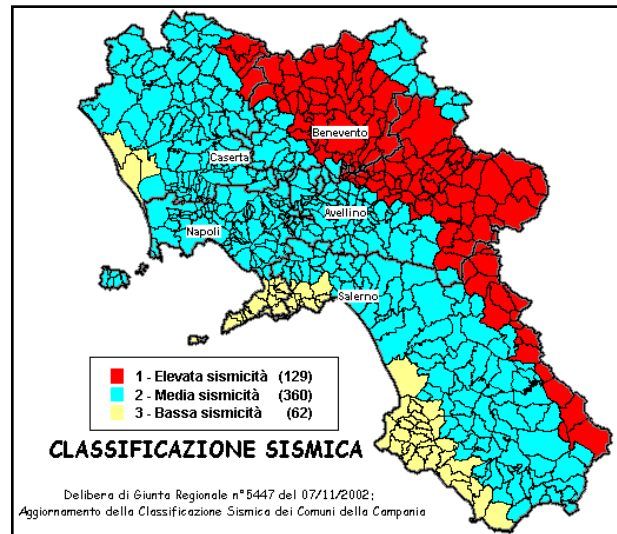 Benevento
Caserta
Avellino
Napoli
Salerno
1 - Elevata sismicità (129)
2 - Media sismicità (360)
3 - Bassa sismicità (62)
CLASSIFICAZIONE SISMICA
Delibera di Giunta Regionale n°5447 del 07/11/2002;
Aggiornamento della Classificazione Sismica dei Comuni della Campania